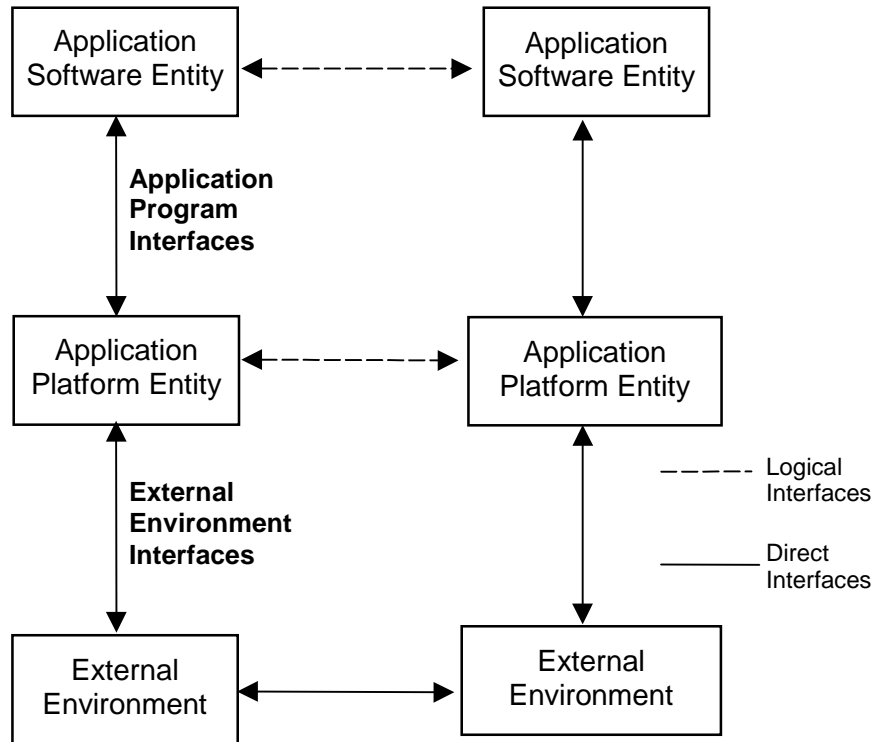 Application
Software Entity
Application
Software Entity
Application
Program
Interfaces
Application
Platform Entity
Application
Platform Entity
External
Environment
Interfaces
Logical
Interfaces
Direct
Interfaces
External
Environment
External
Environment